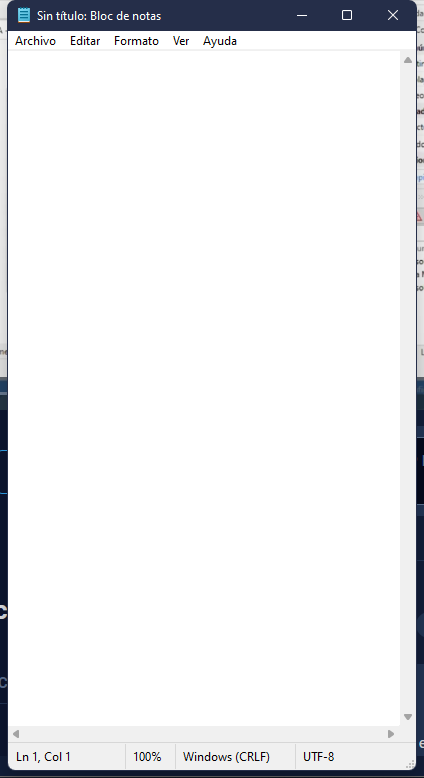 Sin título: Bloc de notas
Archivo Editar Formato Ver Ayuda
Ln 1, Col 1 100% Windows (CRLF) UTF-8